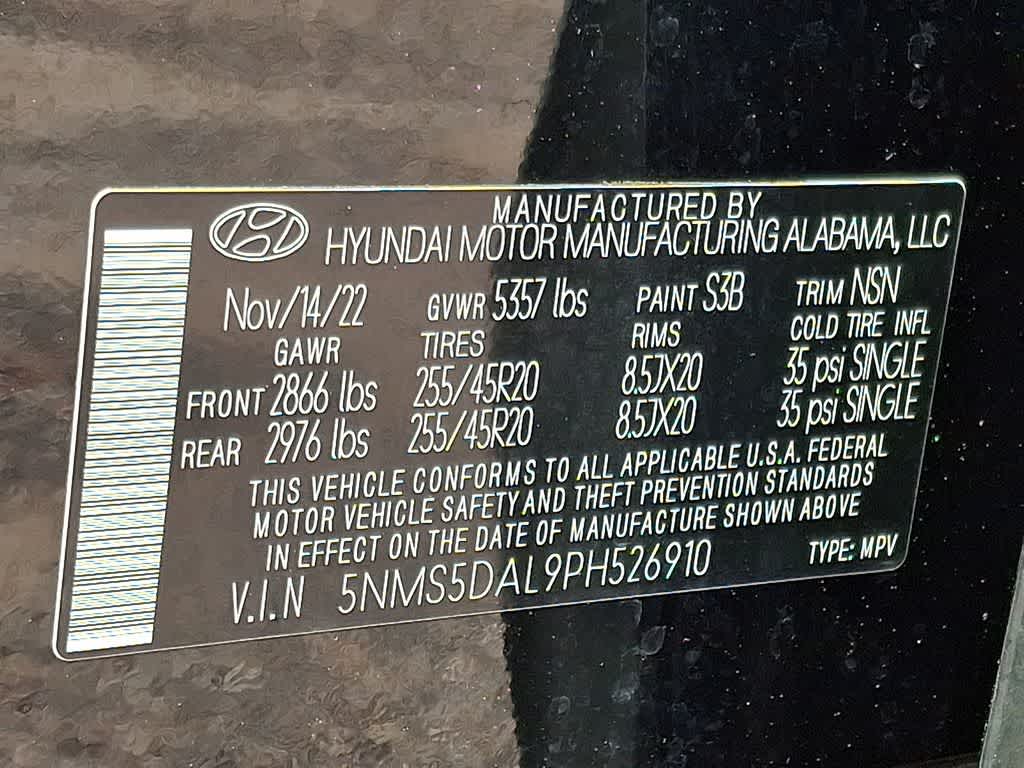 MANUFACTURED BY
HYUNDAI MOTOR MANUFACTURING ALABAMA, LLC
Nov/14/22 GVWR 5357 lbs PAINT S3B TRIM NSN
GAWR TIRES RIMS COLD TIRE INFL
FRONT 2866 lbs 255/45R20 8.5JX20 35 psi SINGLE
REAR 2976 lbs 255/45R20 8.5JX20 35 psi SINGLE
THIS VEHICLE CONFORMS TO ALL APPLICABLE U.S.A. FEDERAL
MOTOR VEHICLE SAFETY AND THEFT PREVENTION STANDARDS
IN EFFECT ON THE DATE OF MANUFACTURE SHOWN ABOVE
V.I.N 5NMS5DAL9PH526910 TYPE: MPV